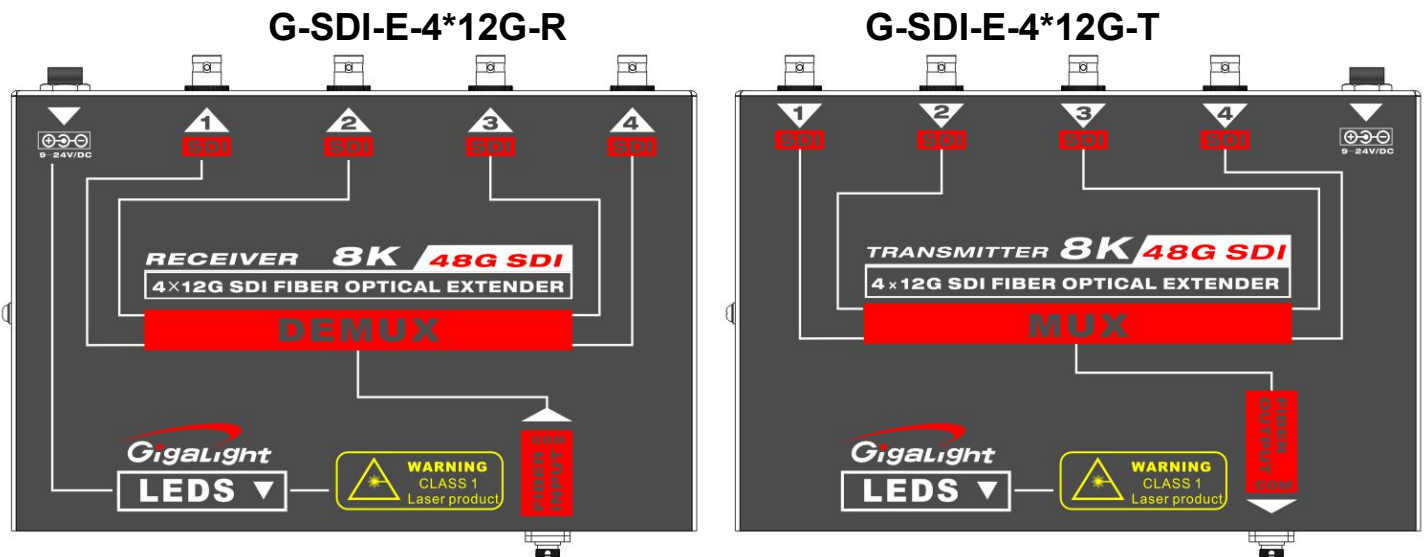 G-SDI-E-4*12G-R
1 2 3 4
SDI SDI SDI SDI
9-24V/DC
RECEIVER 8K 48G SDI
4×12G SDI FIBER OPTICAL EXTENDER
DEMUX
COM
FIBER
INPUT
Gigalight
LEDS
WARNING
CLASS 1
Laser product
G-SDI-E-4*12G-T
1 2 3 4
SDI SDI SDI SDI
9-24V/DC
TRANSMITTER 8K 48G SDI
4×12G SDI FIBER OPTICAL EXTENDER
MUX
FIBER
OUTPUT
COM
Gigalight
LEDS
WARNING
CLASS 1
Laser product